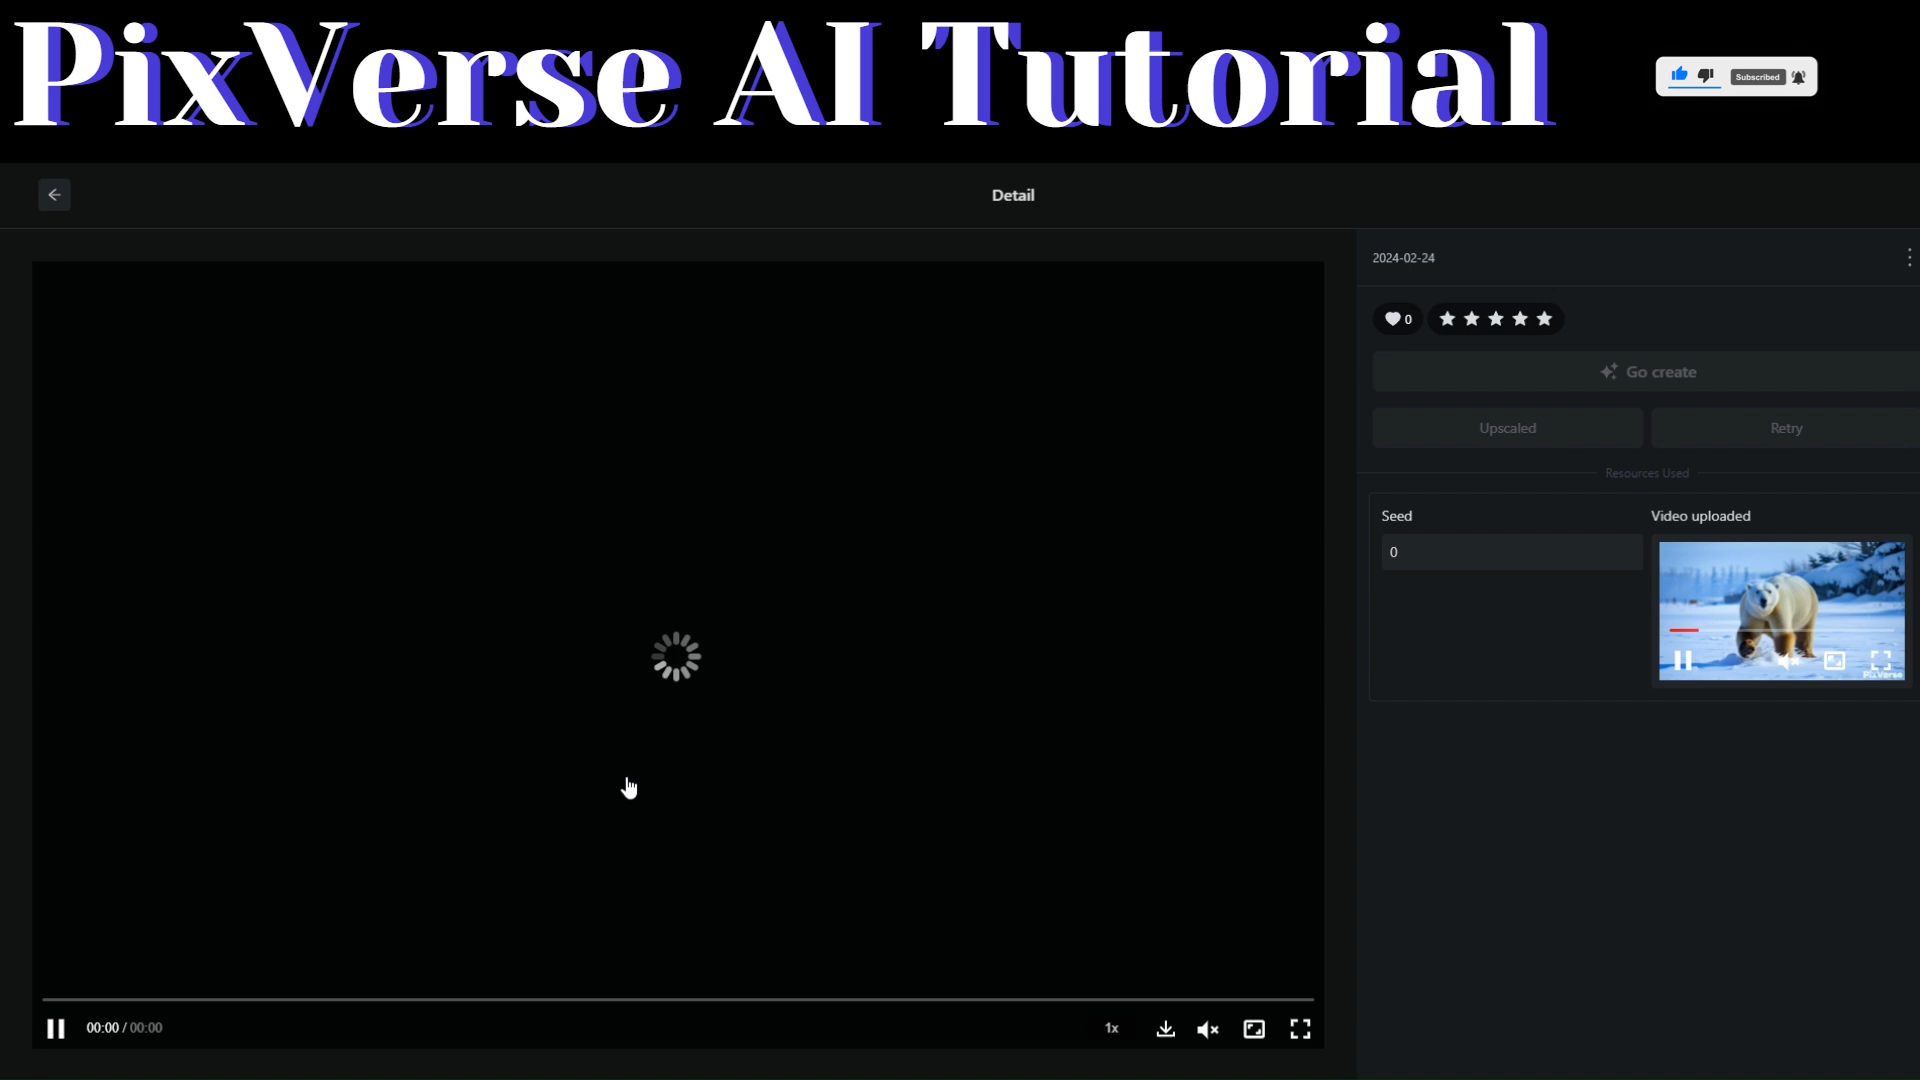 PixVerse AI Tutorial
Subscribed
Detail
2024-02-24
0
Go create
Upscaled
Retry
Resources Used
Seed
Video uploaded
0
PixVerse
00:00 / 00:00
1x